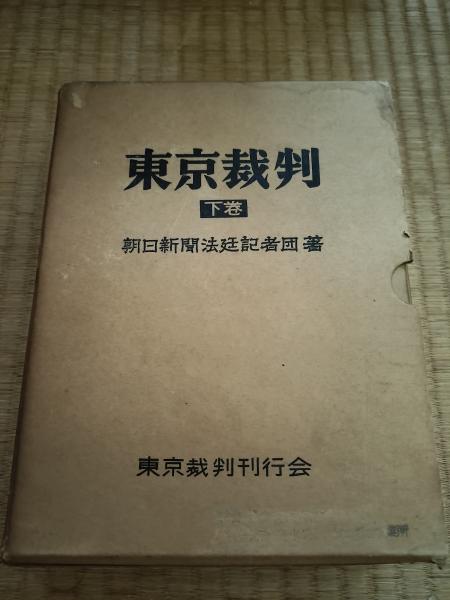 東京裁判
下巻
朝日新聞法廷記者団著
東京裁判刊行会